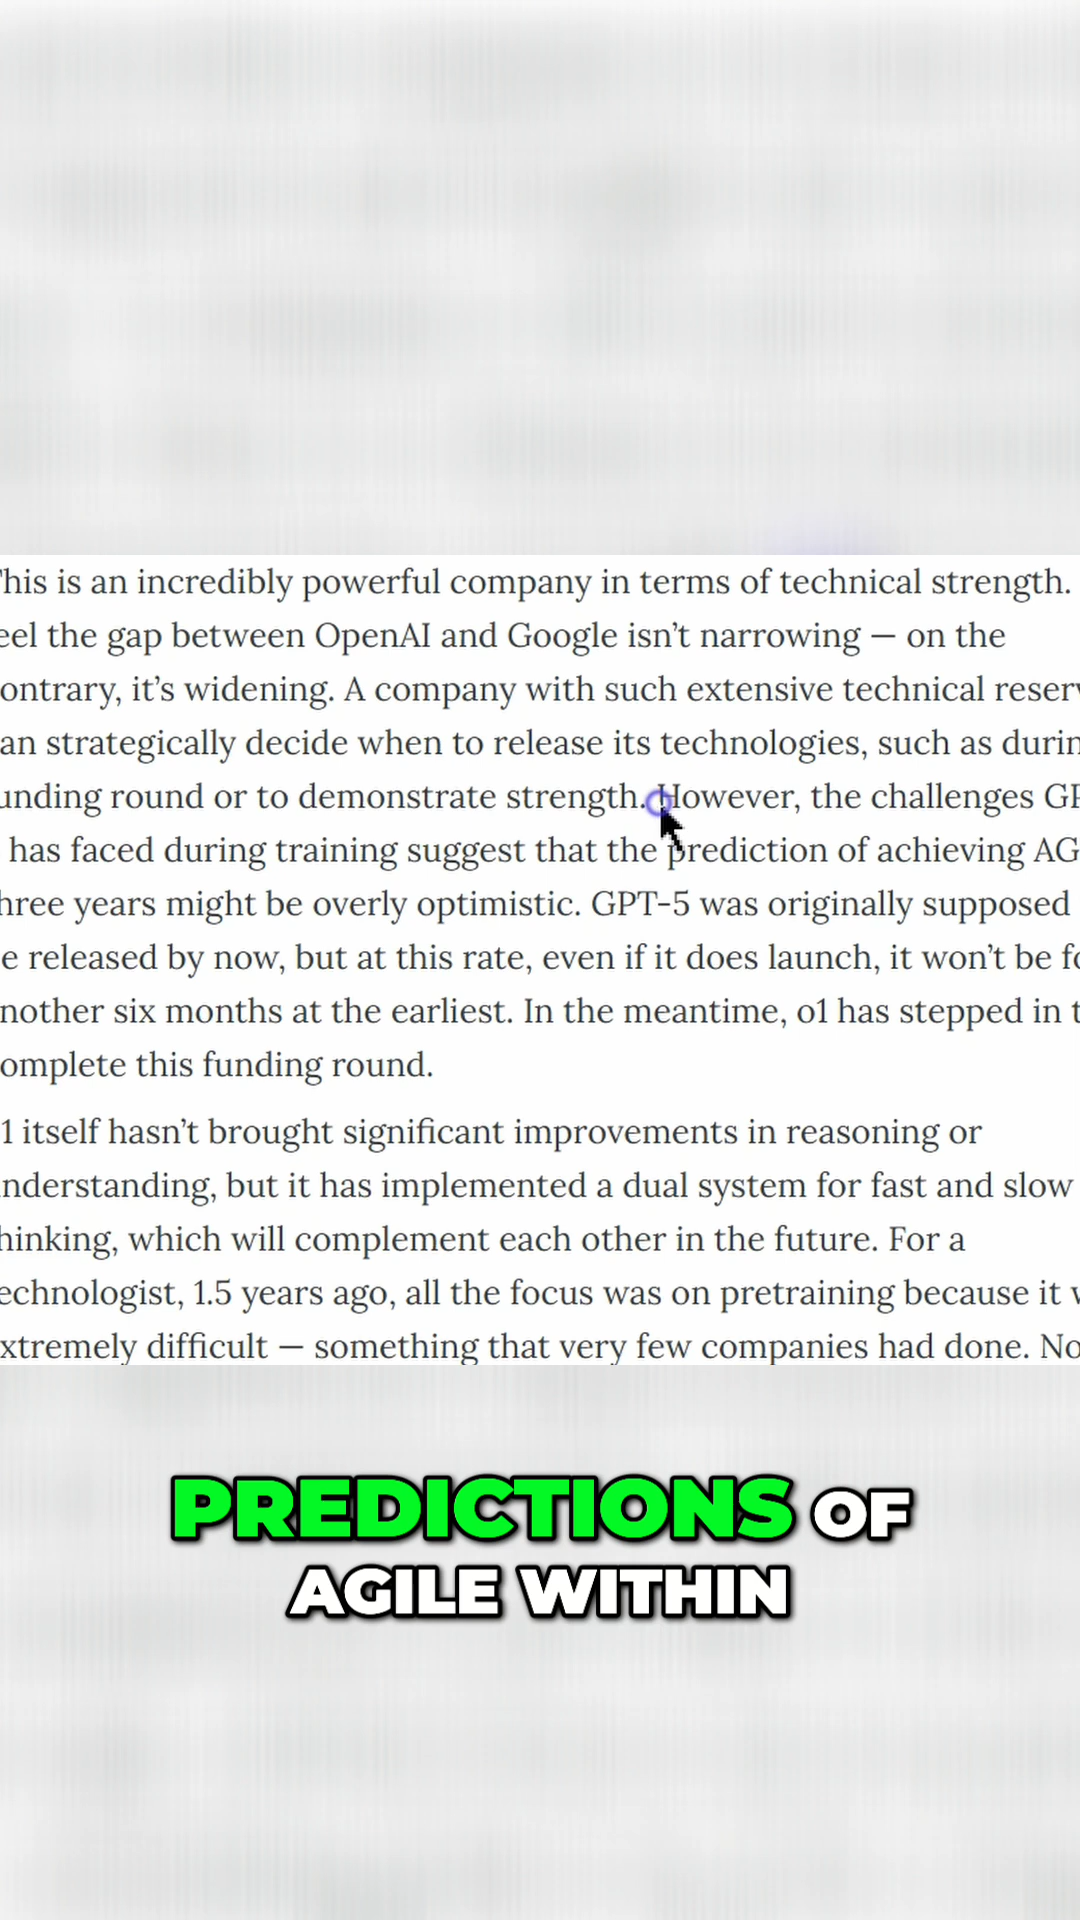 This is an incredibly powerful company in terms of technical strength.
eel the gap between OpenAI and Google isn't narrowing — on the
ontrary, it's widening. A company with such extensive technical reserv
an strategically decide when to release its technologies, such as durin
unding round or to demonstrate strength. However, the challenges GP
has faced during training suggest that the prediction of achieving AG
hree years might be overly optimistic. GPT-5 was originally supposed
e released by now, but at this rate, even if it does launch, it won't be fo
nother six months at the earliest. In the meantime, o1 has stepped in t
omplete this funding round.
1 itself hasn't brought significant improvements in reasoning or
nderstanding, but it has implemented a dual system for fast and slow
hinking, which will complement each other in the future. For a
echnologist, 1.5 years ago, all the focus was on pretraining because it w
xtremely difficult — something that very few companies had done. No
PREDICTIONS OF
AGILE WITHIN